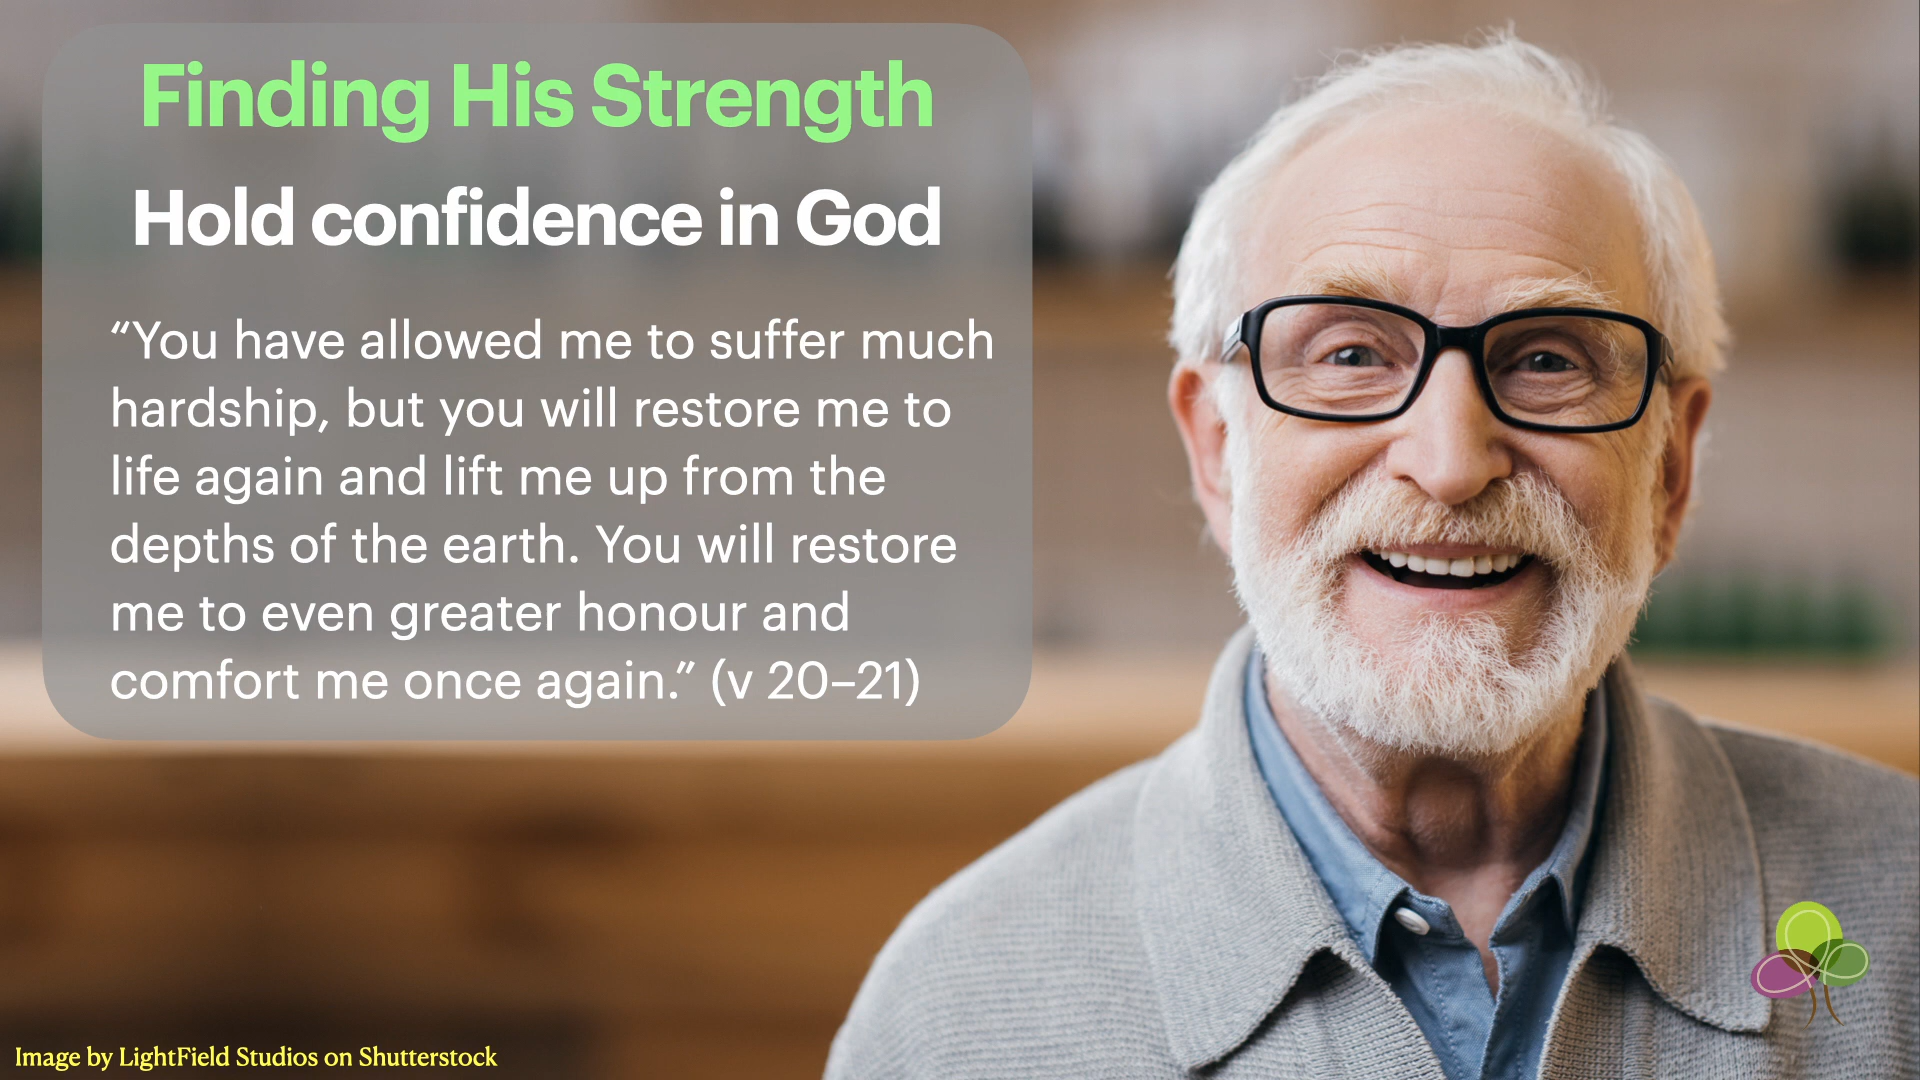 Finding His Strength
Hold confidence in God
“You have allowed me to suffer much
hardship, but you will restore me to
life again and lift me up from the
depths of the earth. You will restore
me to even greater honour and
comfort me once again.” (v 20–21)
Image by LightField Studios on Shutterstock